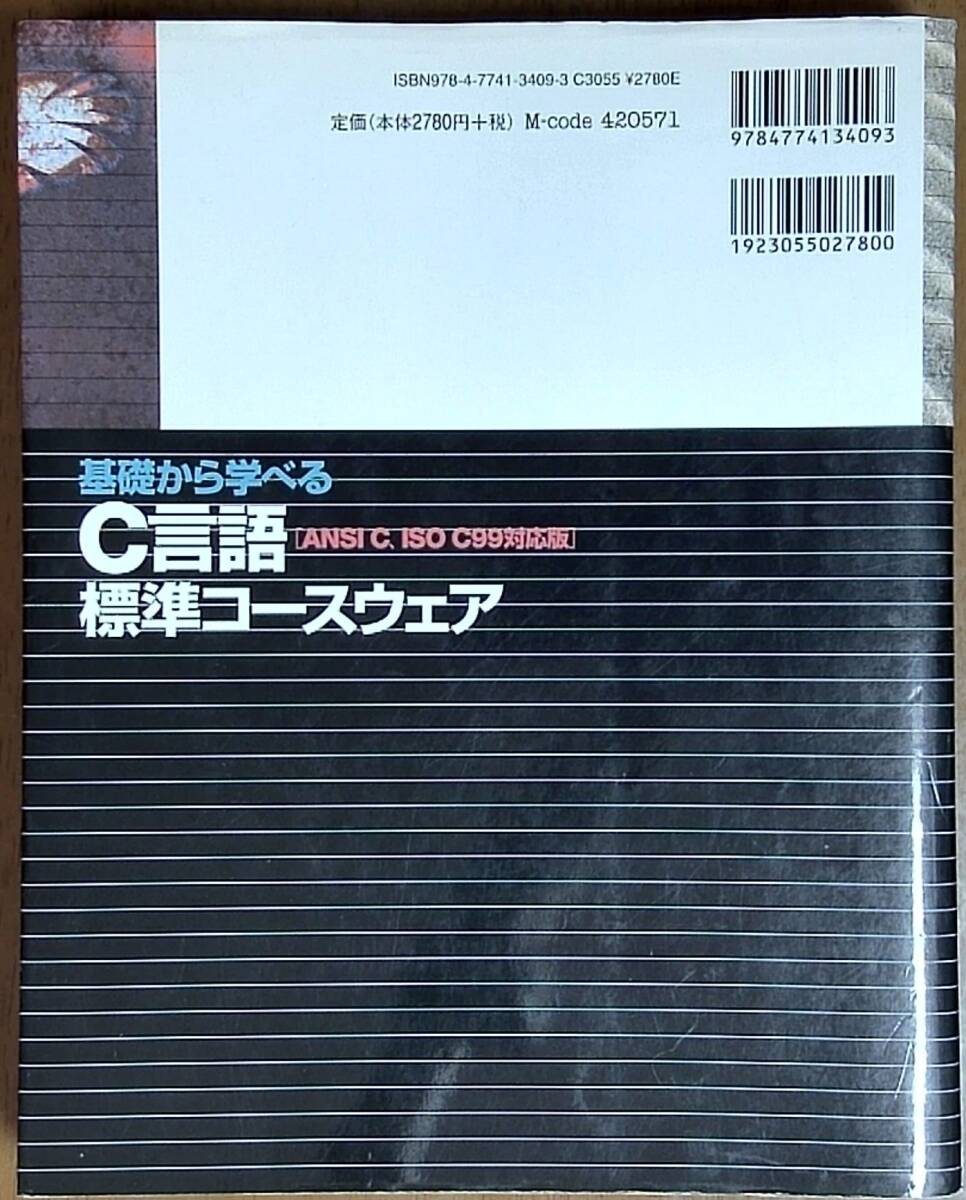 ISBN978-4-7741-3409-3 C3055 ¥2780E
定価(本体2780円+税) M-code 420571
9784774134093
1923055027800
基礎から学べる
C言語 [ANSI C、ISO C99対応版]
標準コースウェア